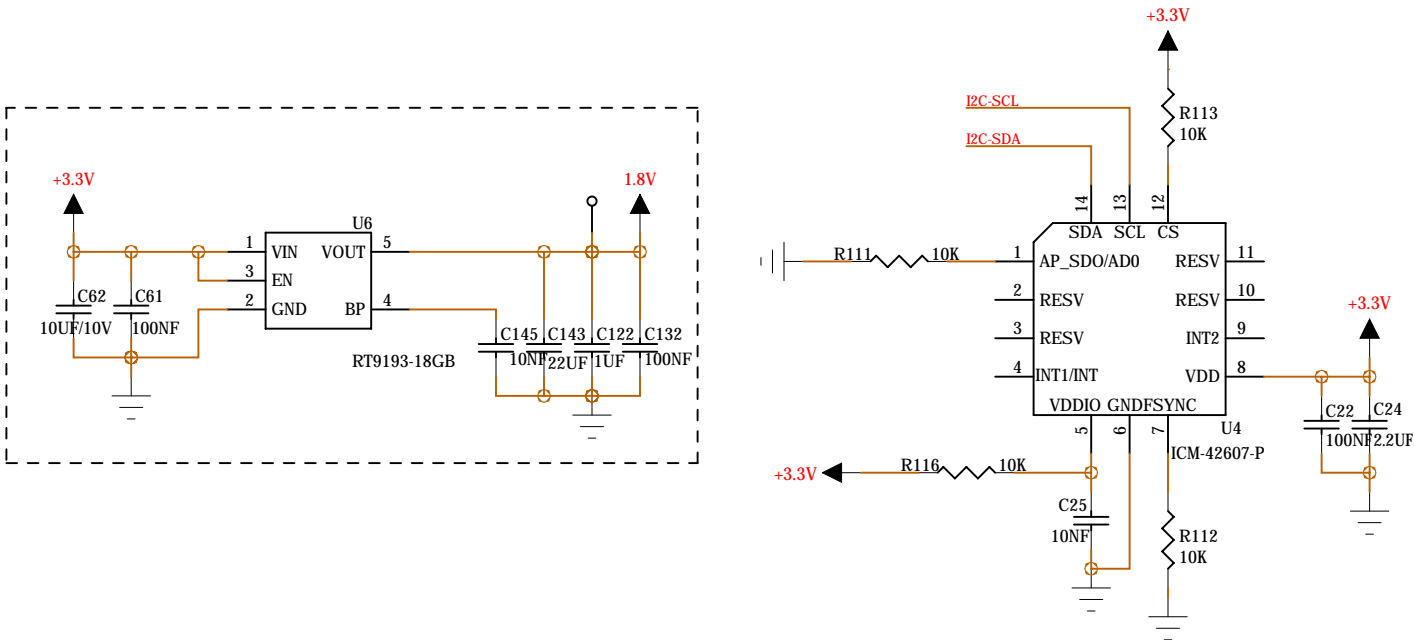 +3.3V
1.8V
U6
1 VIN VOUT 5
3 EN
2 GND BP 4
C62
10UF/10V
C61
100NF
RT9193-18GB
C145
10NF
C143
22UF
C122
1UF
C132
100NF
+3.3V
I2C-SCL
I2C-SDA
R113
10K
14 13 12
SDA SCL CS
R111 10K
1 AP_SDO/AD0 RESV 11
2 RESV RESV 10
3 RESV INT2 9
4 INT1/INT VDD 8
VDDIO GND FSYNC
5 6 7
U4
ICM-42607-P
+3.3V
C22
100NF
C24
2.2UF
+3.3V
R116 10K
C25
10NF
R112
10K